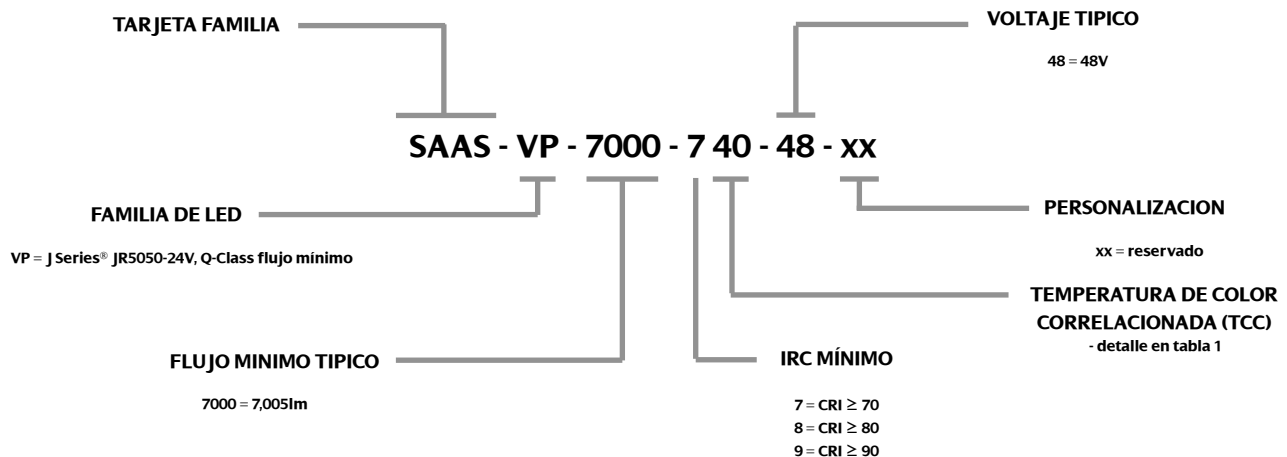 TARJETA FAMILIA
VOLTAJE TIPICO
48 = 48V
SAAS - VP - 7000 - 7 40 - 48 - xx
FAMILIA DE LED
VP = J Series® JR5050-24V, Q-Class flujo mínimo
PERSONALIZACION
xx = reservado
TEMPERATURA DE COLOR
CORRELACIONADA (TCC)
- detalle en tabla 1
FLUJO MINIMO TIPICO
7000 = 7,005lm
IRC MÍNIMO
7 = CRI ≥ 70
8 = CRI ≥ 80
9 = CRI ≥ 90